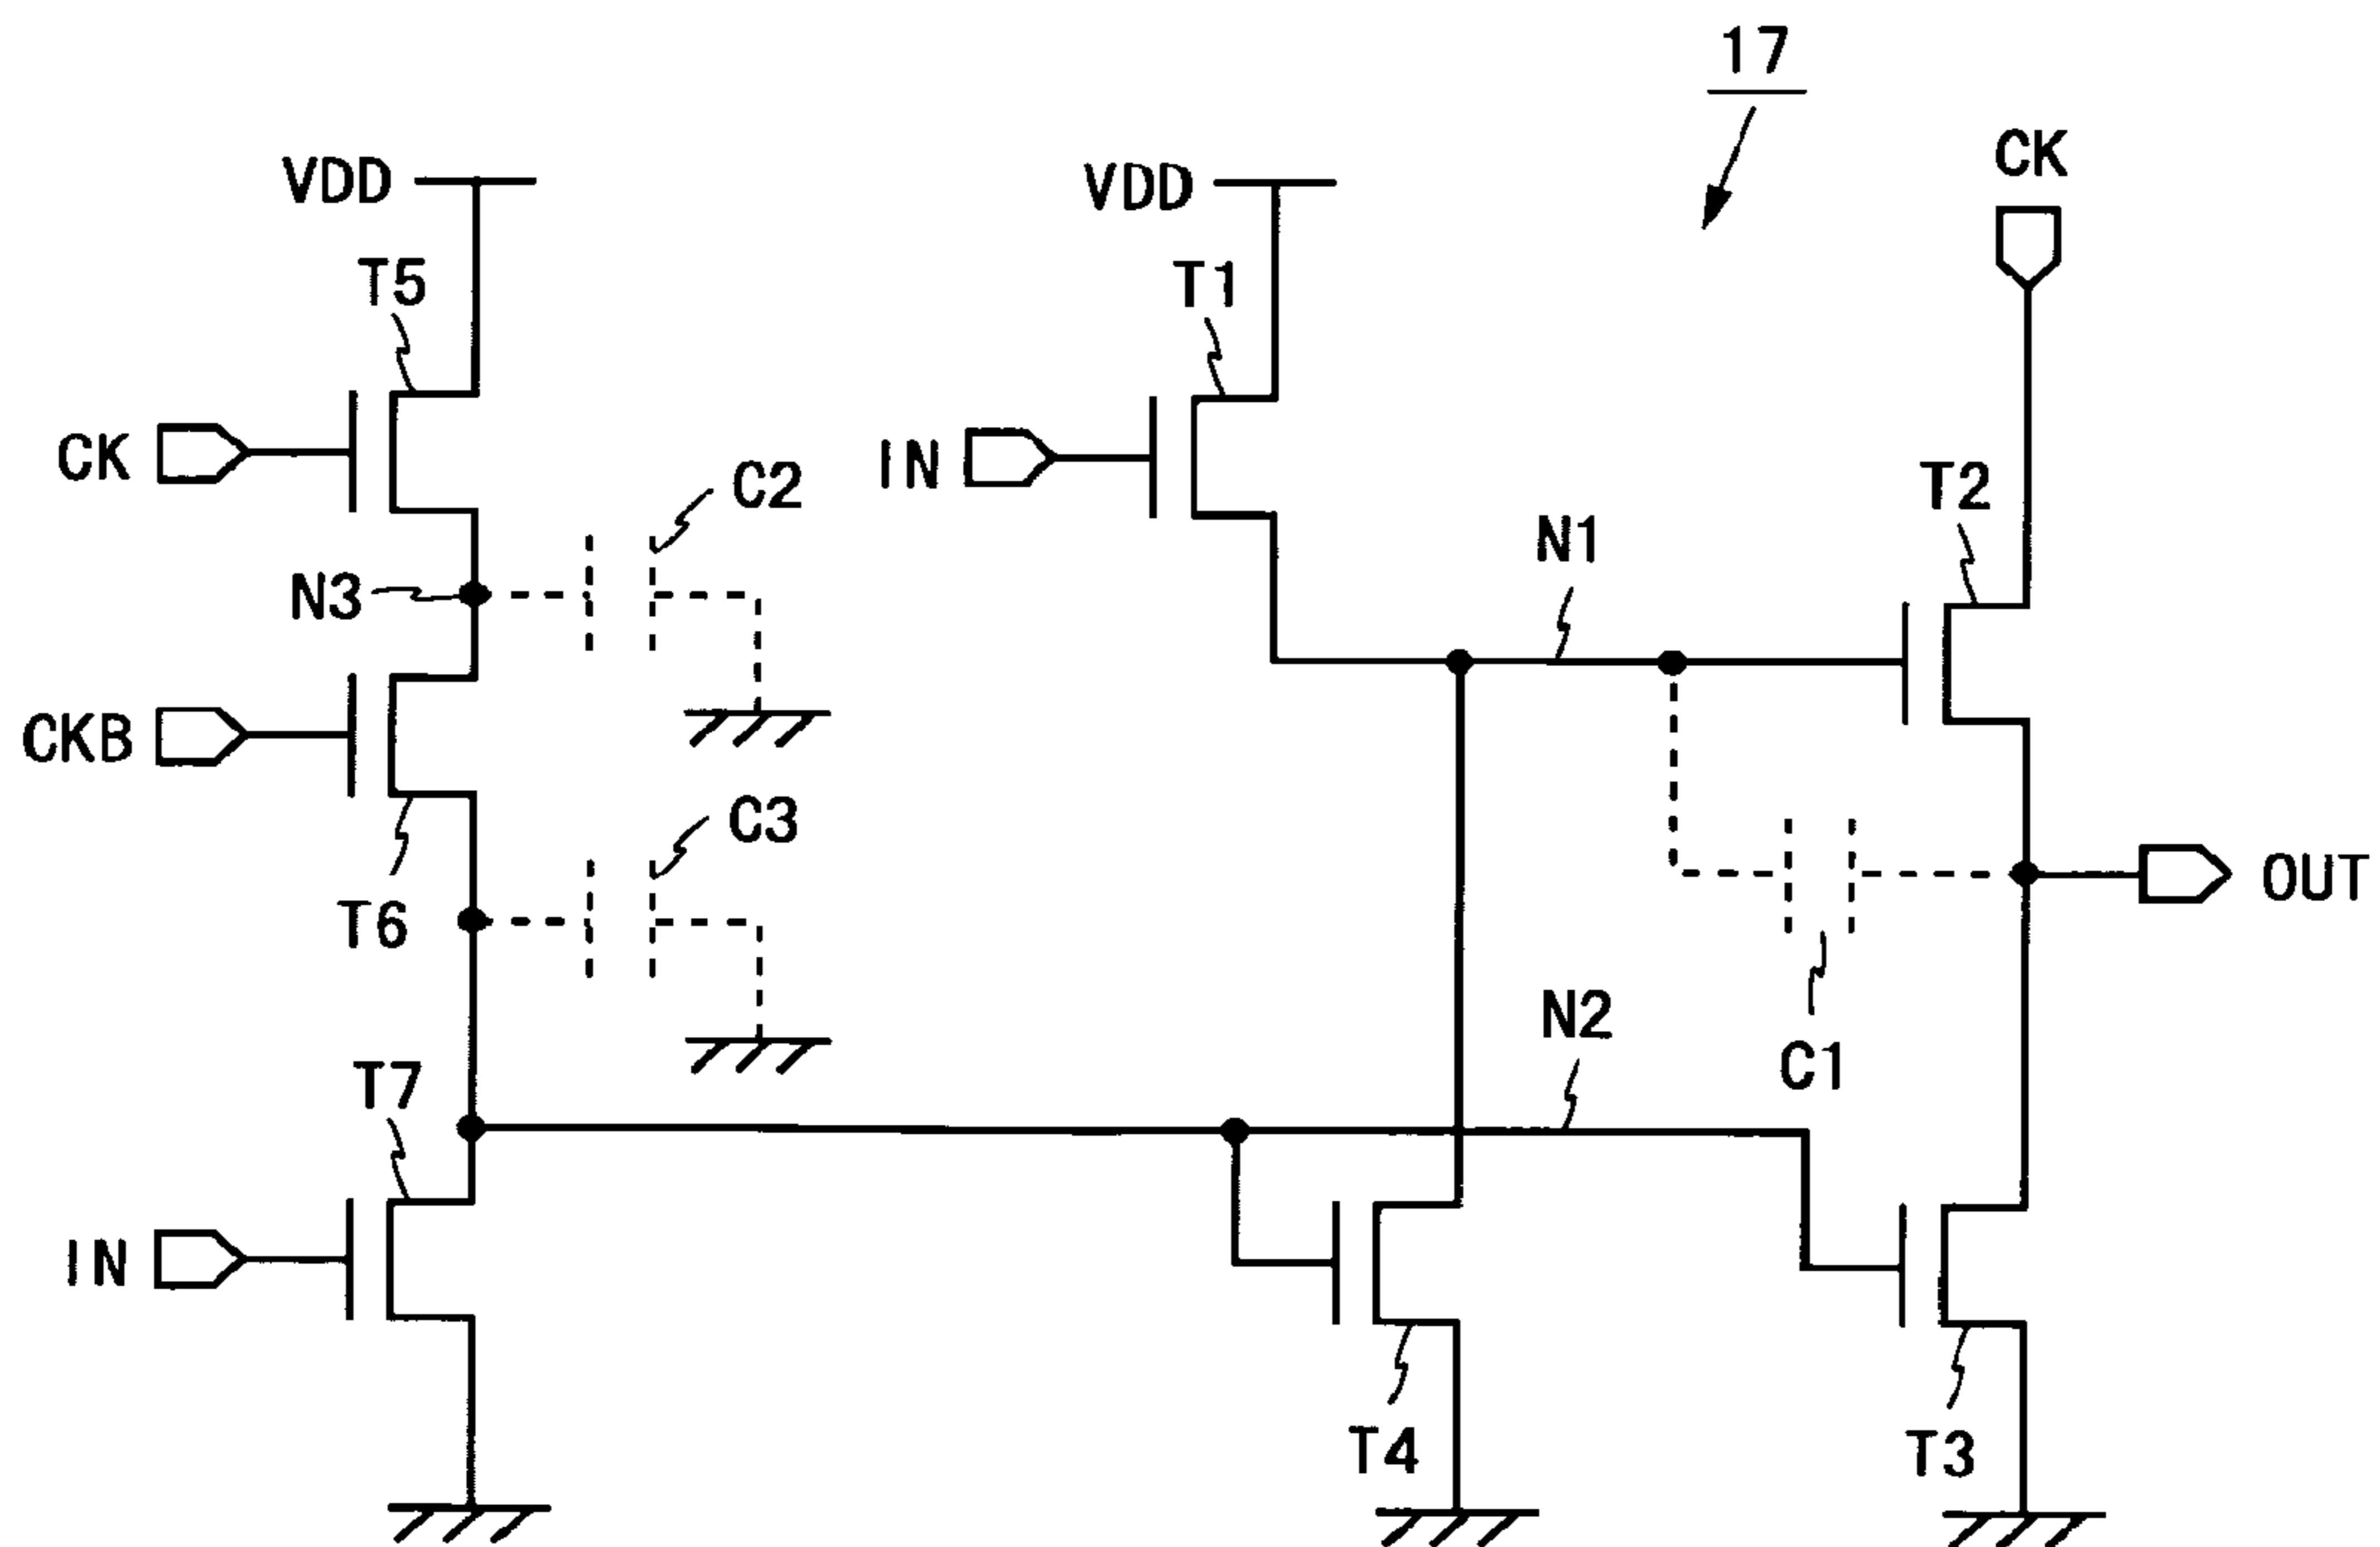 17
CK
VDD
VDD
T5
T1
CK
C2
IN
T2
N3
N1
CKB
C3
T6
OUT
N2
C1
T7
IN
T4
T3